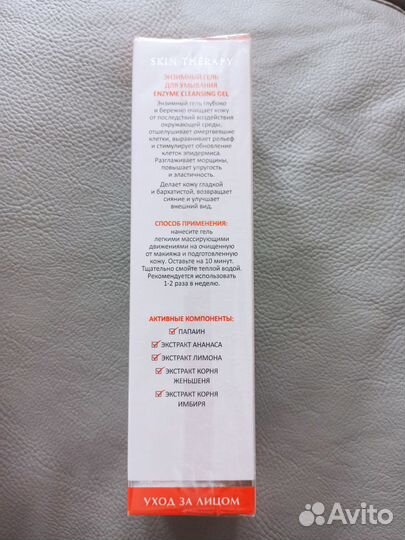 SKIN THERAPY
ЭНЗИМНЫЙ ГЕЛЬ
ДЛЯ УМЫВАНИЯ
ENZYME CLEANSING GEL
Энзимный гель глубоко
и бережно очищает кожу
от последствий воздействия
окружающей среды,
отшелушивает омертвевшие
клетки, выравнивает рельеф
и стимулирует обновление
клеток эпидермиса.
Разглаживает морщины,
повышает упругость
и эластичность.
Делает кожу гладкой
и бархатистой, возвращает
сияние и улучшает
внешний вид.
СПОСОБ ПРИМЕНЕНИЯ:
нанесите гель
легкими массирующими
движениями на очищенную
от макияжа и подготовленную
кожу. Оставьте на 10 минут.
Тщательно смойте теплой водой.
Рекомендуется использовать
1-2 раза в неделю.
АКТИВНЫЕ КОМПОНЕНТЫ:
ПАПАИН
ЭКСТРАКТ АНАНАСА
ЭКСТРАКТ ЛИМОНА
ЭКСТРАКТ КОРНЯ
ЖЕНЬШЕНЯ
ЭКСТРАКТ КОРНЯ
ИМБИРЯ
УХОД ЗА ЛИЦОМ
Avito